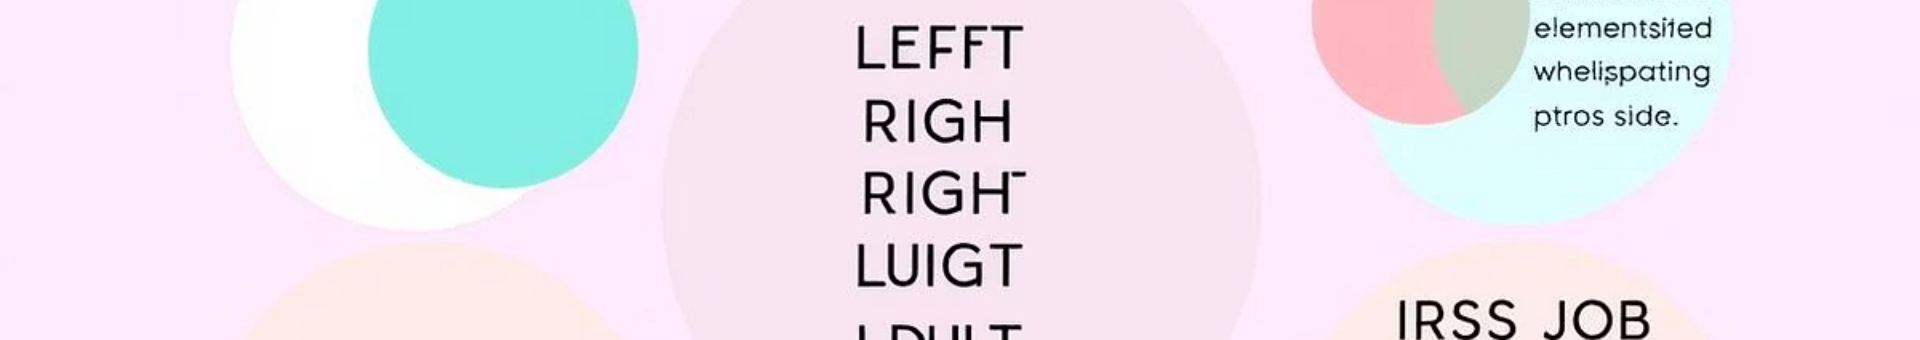 LEFFT
RIGH
RIGH
LUIGT
elementsited
whelispating
ptros side.
IRSS JOB